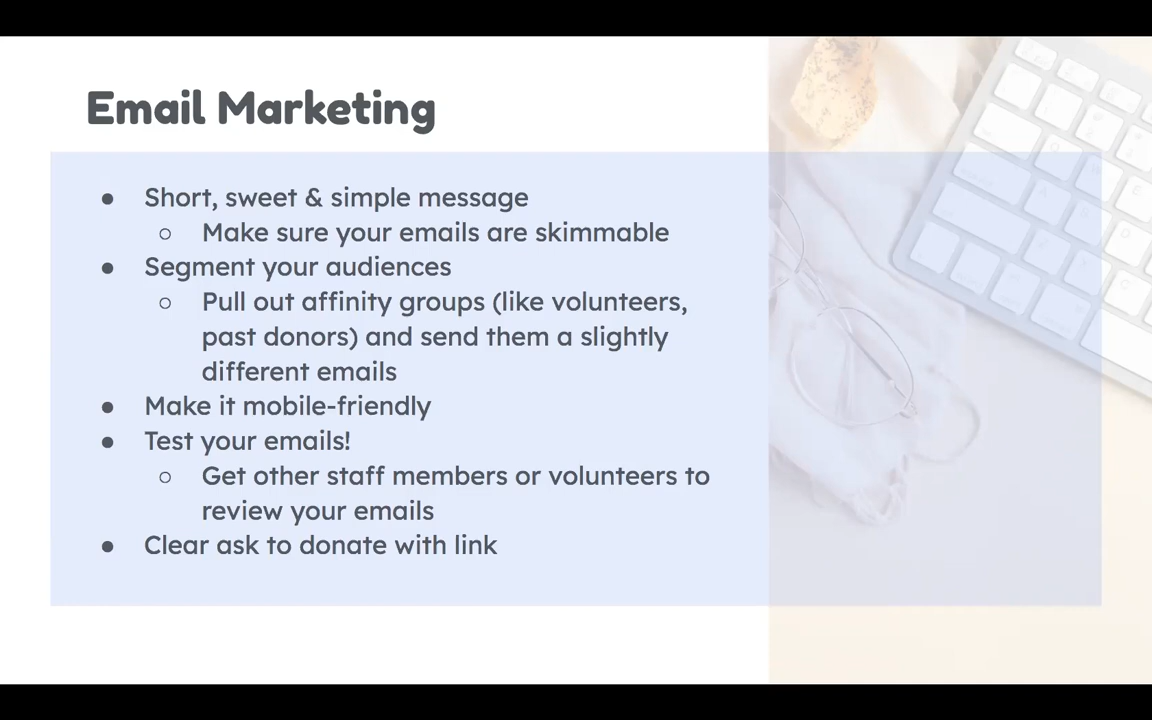 Email Marketing
● Short, sweet & simple message
○ Make sure your emails are skimmable
● Segment your audiences
○ Pull out affinity groups (like volunteers,
past donors) and send them a slightly
different emails
● Make it mobile-friendly
● Test your emails!
○ Get other staff members or volunteers to
review your emails
● Clear ask to donate with link